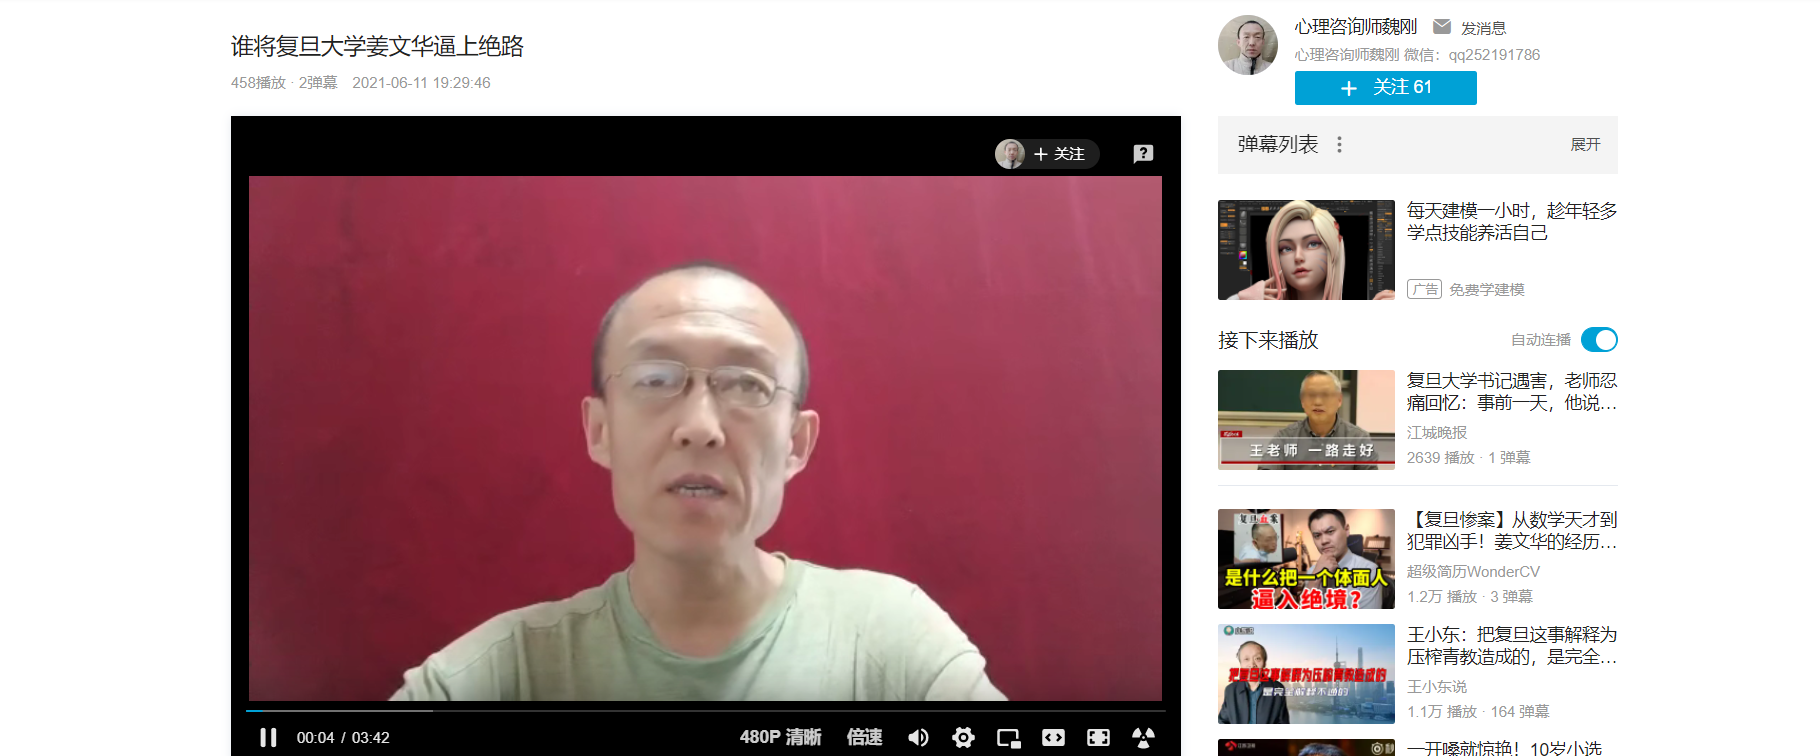 谁将复旦大学姜文华逼上绝路
458播放 · 2弹幕 2021-06-11 19:29:46
+ 关注
?
00:04 / 03:42
480P 清晰 倍速
心理咨询师魏刚 发消息
心理咨询师魏刚 微信：qq252191786
+ 关注 61
弹幕列表
展开
每天建模一小时，趁年轻多
学点技能养活自己
广告 免费学建模
接下来播放
自动连播
王老师 一路走好
复旦大学书记遇害，老师忍
痛回忆：事前一天，他说...
江城晚报
2639 播放 · 1 弹幕
复旦血案
是什么把一个体面人
逼入绝境？
【复旦惨案】从数学天才到
犯罪凶手！姜文华的经历...
超级简历WonderCV
1.2万 播放 · 3 弹幕
把复旦这事解释为压榨青教造成的
是完全解释不通的
王小东：把复旦这事解释为
压榨青教造成的，是完全...
王小东说
1.1万 播放 · 164 弹幕
一开嗓就惊艳！10岁小选